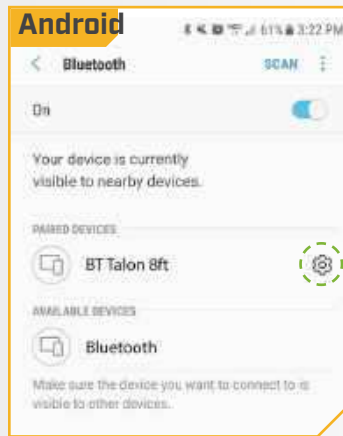 Android
61% 3:22 PM
Bluetooth SCAN
On
Your device is currently
visible to nearby devices.
PAIRED DEVICES
BT Talon 8ft
AVAILABLE DEVICES
Bluetooth
Make sure the device you want to connect to is
visible to other devices.